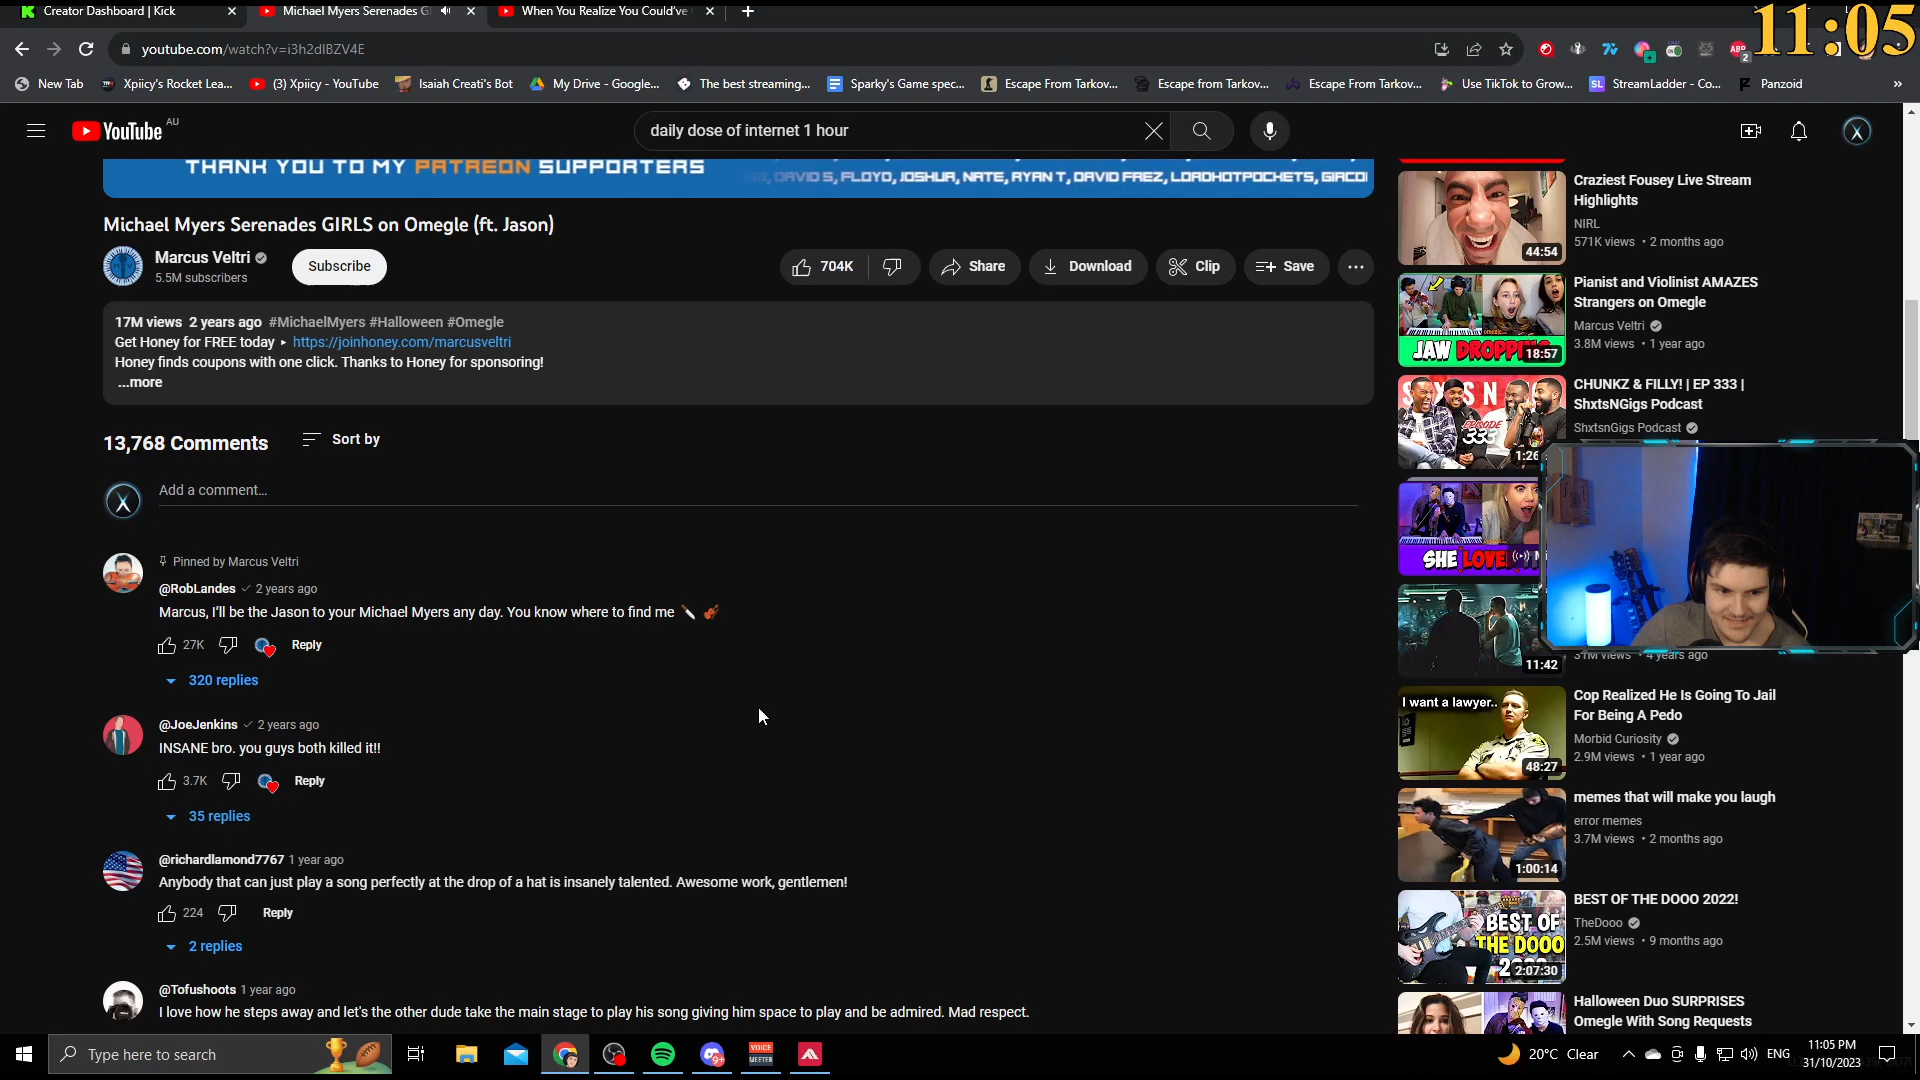 Creator Dashboard | Kick
Michael Myers Serenades G
When You Realize You Could've
11:05
youtube.com/watch?v=i3h2dIBZV4E
ABP
2
New Tab
Xpiicy's Rocket Lea...
(3) Xpiicy - YouTube
Isaiah Creati's Bot
My Drive - Google...
The best streaming...
Sparky's Game spec...
Escape From Tarkov...
Escape from Tarkov...
Escape From Tarkov...
Use TikTok to Grow...
SL
StreamLadder - Co...
Panzoid
»
YouTube AU
daily dose of internet 1 hour
THANK YOU TO MY PATREON SUPPORTERS
DAVID S, FLOYD, JOSHUA, NATE, RYAN T, DAVID FAEZ, LORDHOTPOCKETS, GIACO
Michael Myers Serenades GIRLS on Omegle (ft. Jason)
Marcus Veltri
5.5M subscribers
Subscribe
704K
Share
Download
Clip
Save
17M views 2 years ago #MichaelMyers #Halloween #Omegle
Get Honey for FREE today ▸ https://joinhoney.com/marcusveltri
Honey finds coupons with one click. Thanks to Honey for sponsoring!
...more
13,768 Comments
Sort by
Add a comment...
Pinned by Marcus Veltri
@RobLandes 2 years ago
Marcus, I'll be the Jason to your Michael Myers any day. You know where to find me 🔪 🎻
27K
Reply
320 replies
@JoeJenkins 2 years ago
INSANE bro. you guys both killed it!!
3.7K
Reply
35 replies
@richardlamond7767 1 year ago
Anybody that can just play a song perfectly at the drop of a hat is insanely talented. Awesome work, gentlemen!
224
Reply
2 replies
@Tofushoots 1 year ago
I love how he steps away and let's the other dude take the main stage to play his song giving him space to play and be admired. Mad respect.
44:54
Craziest Fousey Live Stream
Highlights
NIRL
571K views • 2 months ago
JAW DROPPING
18:57
Pianist and Violinist AMAZES
Strangers on Omegle
Marcus Veltri
3.8M views • 1 year ago
EPISODE
333
1:26
CHUNKZ & FILLY! | EP 333 |
ShxtsNGigs Podcast
ShxtsnGigs Podcast
SHE LOVE
11:42
31M views • 4 years ago
I want a lawyer..
48:27
Cop Realized He Is Going To Jail
For Being A Pedo
Morbid Curiosity
2.9M views • 1 year ago
1:00:14
memes that will make you laugh
error memes
3.7M views • 2 months ago
BEST OF
THE DOOO
2:07:30
BEST OF THE DOOO 2022!
TheDooo
2.5M views • 9 months ago
Halloween Duo SURPRISES
Omegle With Song Requests
Type here to search
9+
VOICE
MEETER
20°C Clear
ENG
11:05 PM
31/10/2023